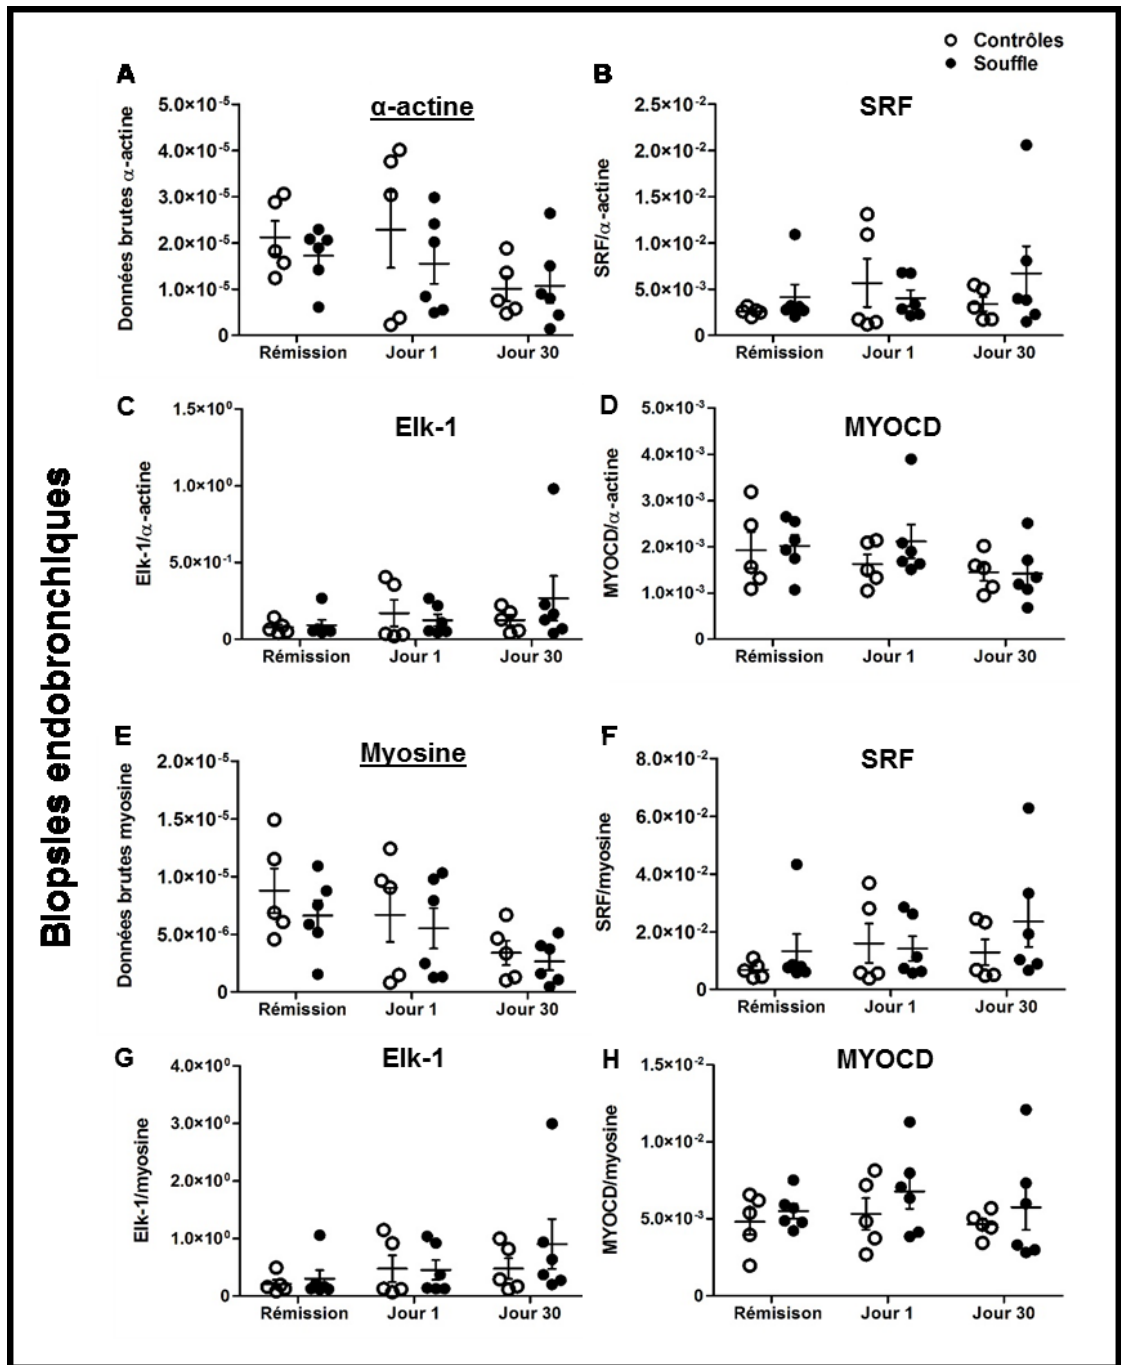 Contrôles
Souffle
Biopsies endobronchiques
A
α-actine
Données brutes α-actine
5.0×10⁻⁵
4.0×10⁻⁵
3.0×10⁻⁵
2.0×10⁻⁵
1.0×10⁻⁵
0
Rémission Jour 1 Jour 30
B
SRF
SRF/α-actine
2.5×10⁻²
2.0×10⁻²
1.5×10⁻²
1.0×10⁻²
5.0×10⁻³
0
Rémission Jour 1 Jour 30
C
Elk-1
Elk-1/α-actine
1.5×10⁰
1.0×10⁰
5.0×10⁻¹
0
Rémission Jour 1 Jour 30
D
MYOCD
MYOCD/α-actine
5.0×10⁻³
4.0×10⁻³
3.0×10⁻³
2.0×10⁻³
1.0×10⁻³
0
Rémission Jour 1 Jour 30
E
Myosine
Données brutes myosine
2.0×10⁻⁵
1.5×10⁻⁵
1.0×10⁻⁵
5.0×10⁻⁶
0
Rémission Jour 1 Jour 30
F
SRF
SRF/myosine
8.0×10⁻²
6.0×10⁻²
4.0×10⁻²
2.0×10⁻²
0
Rémission Jour 1 Jour 30
G
Elk-1
Elk-1/myosine
4.0×10⁰
3.0×10⁰
2.0×10⁰
1.0×10⁰
0
Rémission Jour 1 Jour 30
H
MYOCD
MYOCD/myosine
1.5×10⁻²
1.0×10⁻²
5.0×10⁻³
0
Rémisison Jour 1 Jour 30